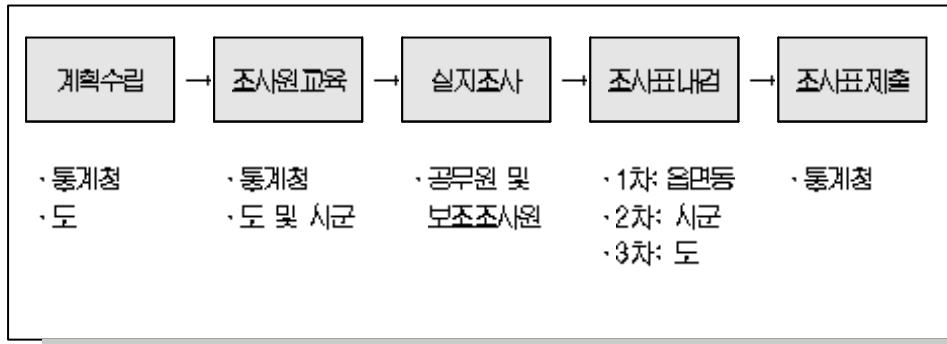 계획수립 → 조사원교육 → 실지조사 → 조사표내검 → 조사표제출
·통계청
·도
·통계청
·도 및 시군
·공무원 및
보조조사원
·1차: 읍면동
·2차: 시군
·3차: 도
·통계청